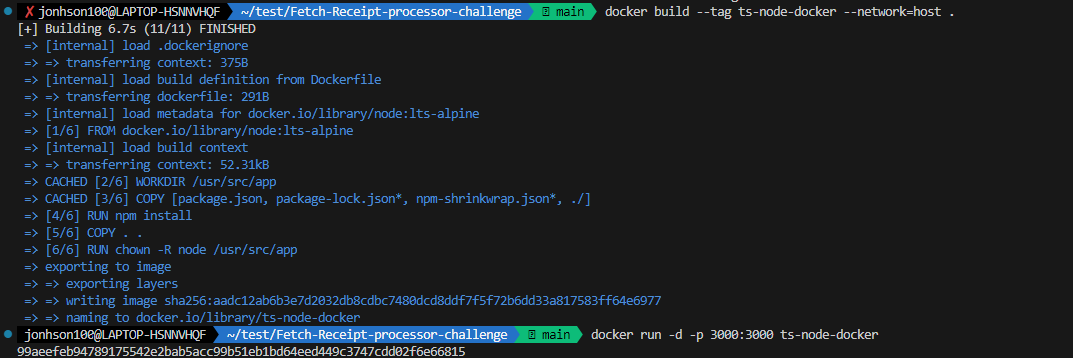 ✗ jonhson100@LAPTOP-HSNNVHQF ~/test/Fetch-Receipt-processor-challenge main docker build --tag ts-node-docker --network=host .
[+] Building 6.7s (11/11) FINISHED
=> [internal] load .dockerignore
=> => transferring context: 375B
=> [internal] load build definition from Dockerfile
=> => transferring dockerfile: 291B
=> [internal] load metadata for docker.io/library/node:lts-alpine
=> [1/6] FROM docker.io/library/node:lts-alpine
=> [internal] load build context
=> => transferring context: 52.31kB
=> CACHED [2/6] WORKDIR /usr/src/app
=> CACHED [3/6] COPY [package.json, package-lock.json*, npm-shrinkwrap.json*, ./]
=> [4/6] RUN npm install
=> [5/6] COPY . .
=> [6/6] RUN chown -R node /usr/src/app
=> exporting to image
=> => exporting layers
=> => writing image sha256:aadc12ab6b3e7d2032db8cdbc7480dcd8ddf7f5f72b6dd33a817583ff64e6977
=> => naming to docker.io/library/ts-node-docker
jonhson100@LAPTOP-HSNNVHQF ~/test/Fetch-Receipt-processor-challenge main docker run -d -p 3000:3000 ts-node-docker
99aeefeb94789175542e2bab5acc99b51eb1bd64eed449c3747cdd02f6e66815